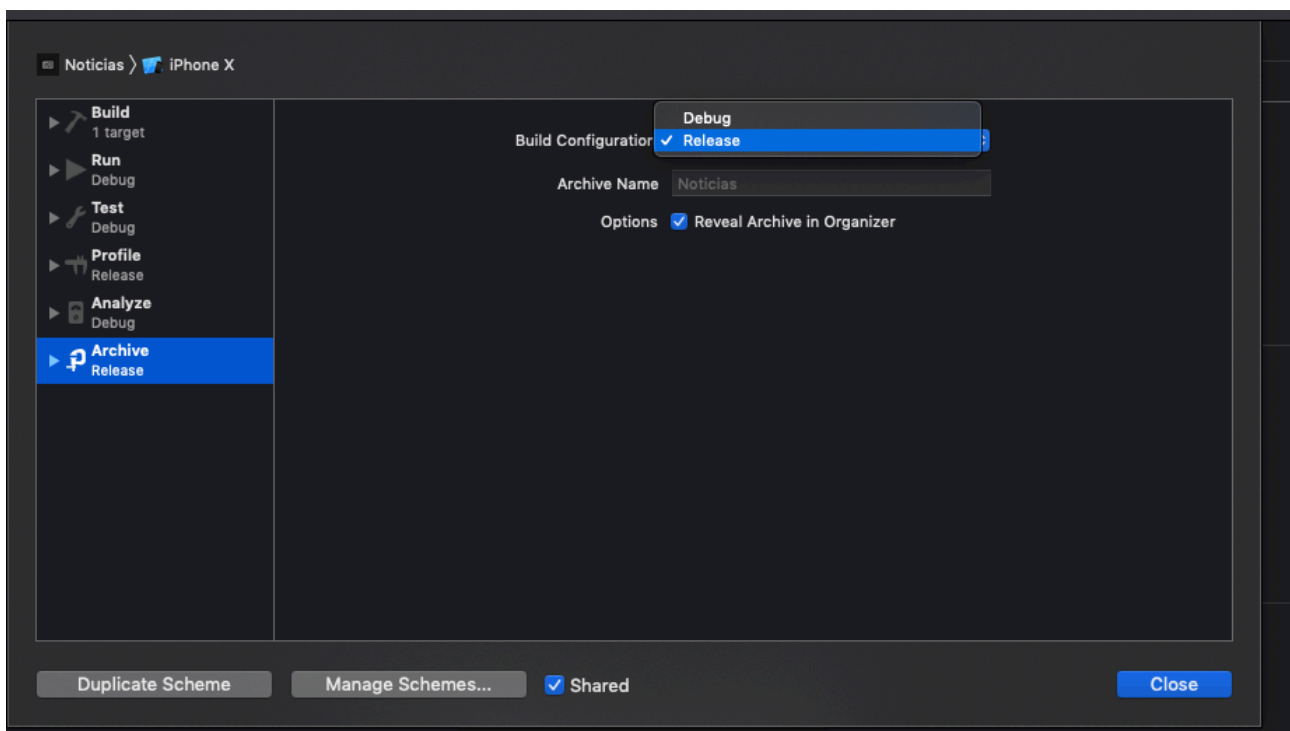 Noticias 〉 iPhone X
Build
1 target
Run
Debug
Test
Debug
Profile
Release
Analyze
Debug
Archive
Release
Debug
Build Configuration ✓ Release
Archive Name Noticias
Options Reveal Archive in Organizer
Duplicate Scheme Manage Schemes... Shared Close